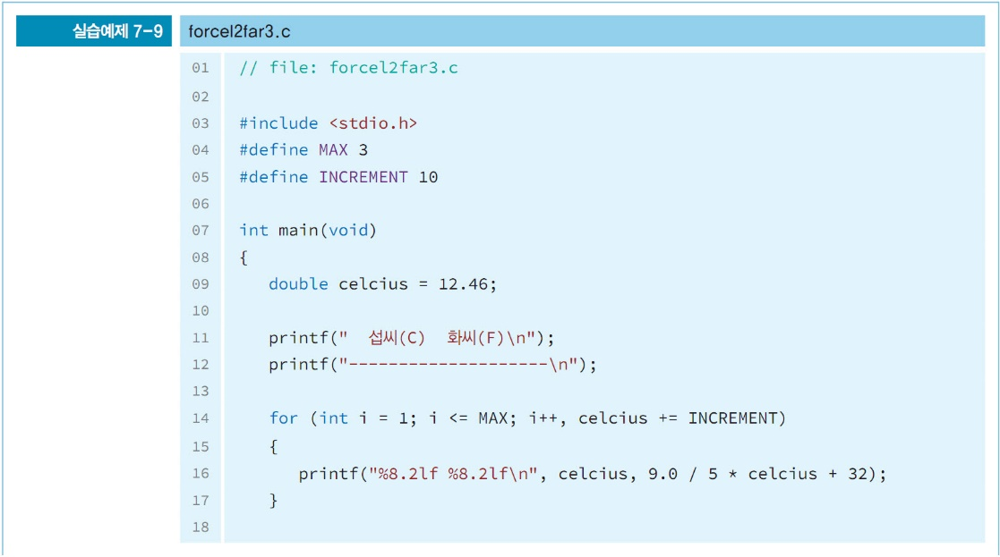 실습예제 7-9 forcel2far3.c
01 // file: forcel2far3.c
02
03 #include <stdio.h>
04 #define MAX 3
05 #define INCREMENT 10
06
07 int main(void)
08 {
09 double celcius = 12.46;
10
11 printf("  섭씨(C)  화씨(F)\n");
12 printf("--------------------\n");
13
14 for (int i = 1; i <= MAX; i++, celcius += INCREMENT)
15 {
16 printf("%8.2lf %8.2lf\n", celcius, 9.0 / 5 * celcius + 32);
17 }
18